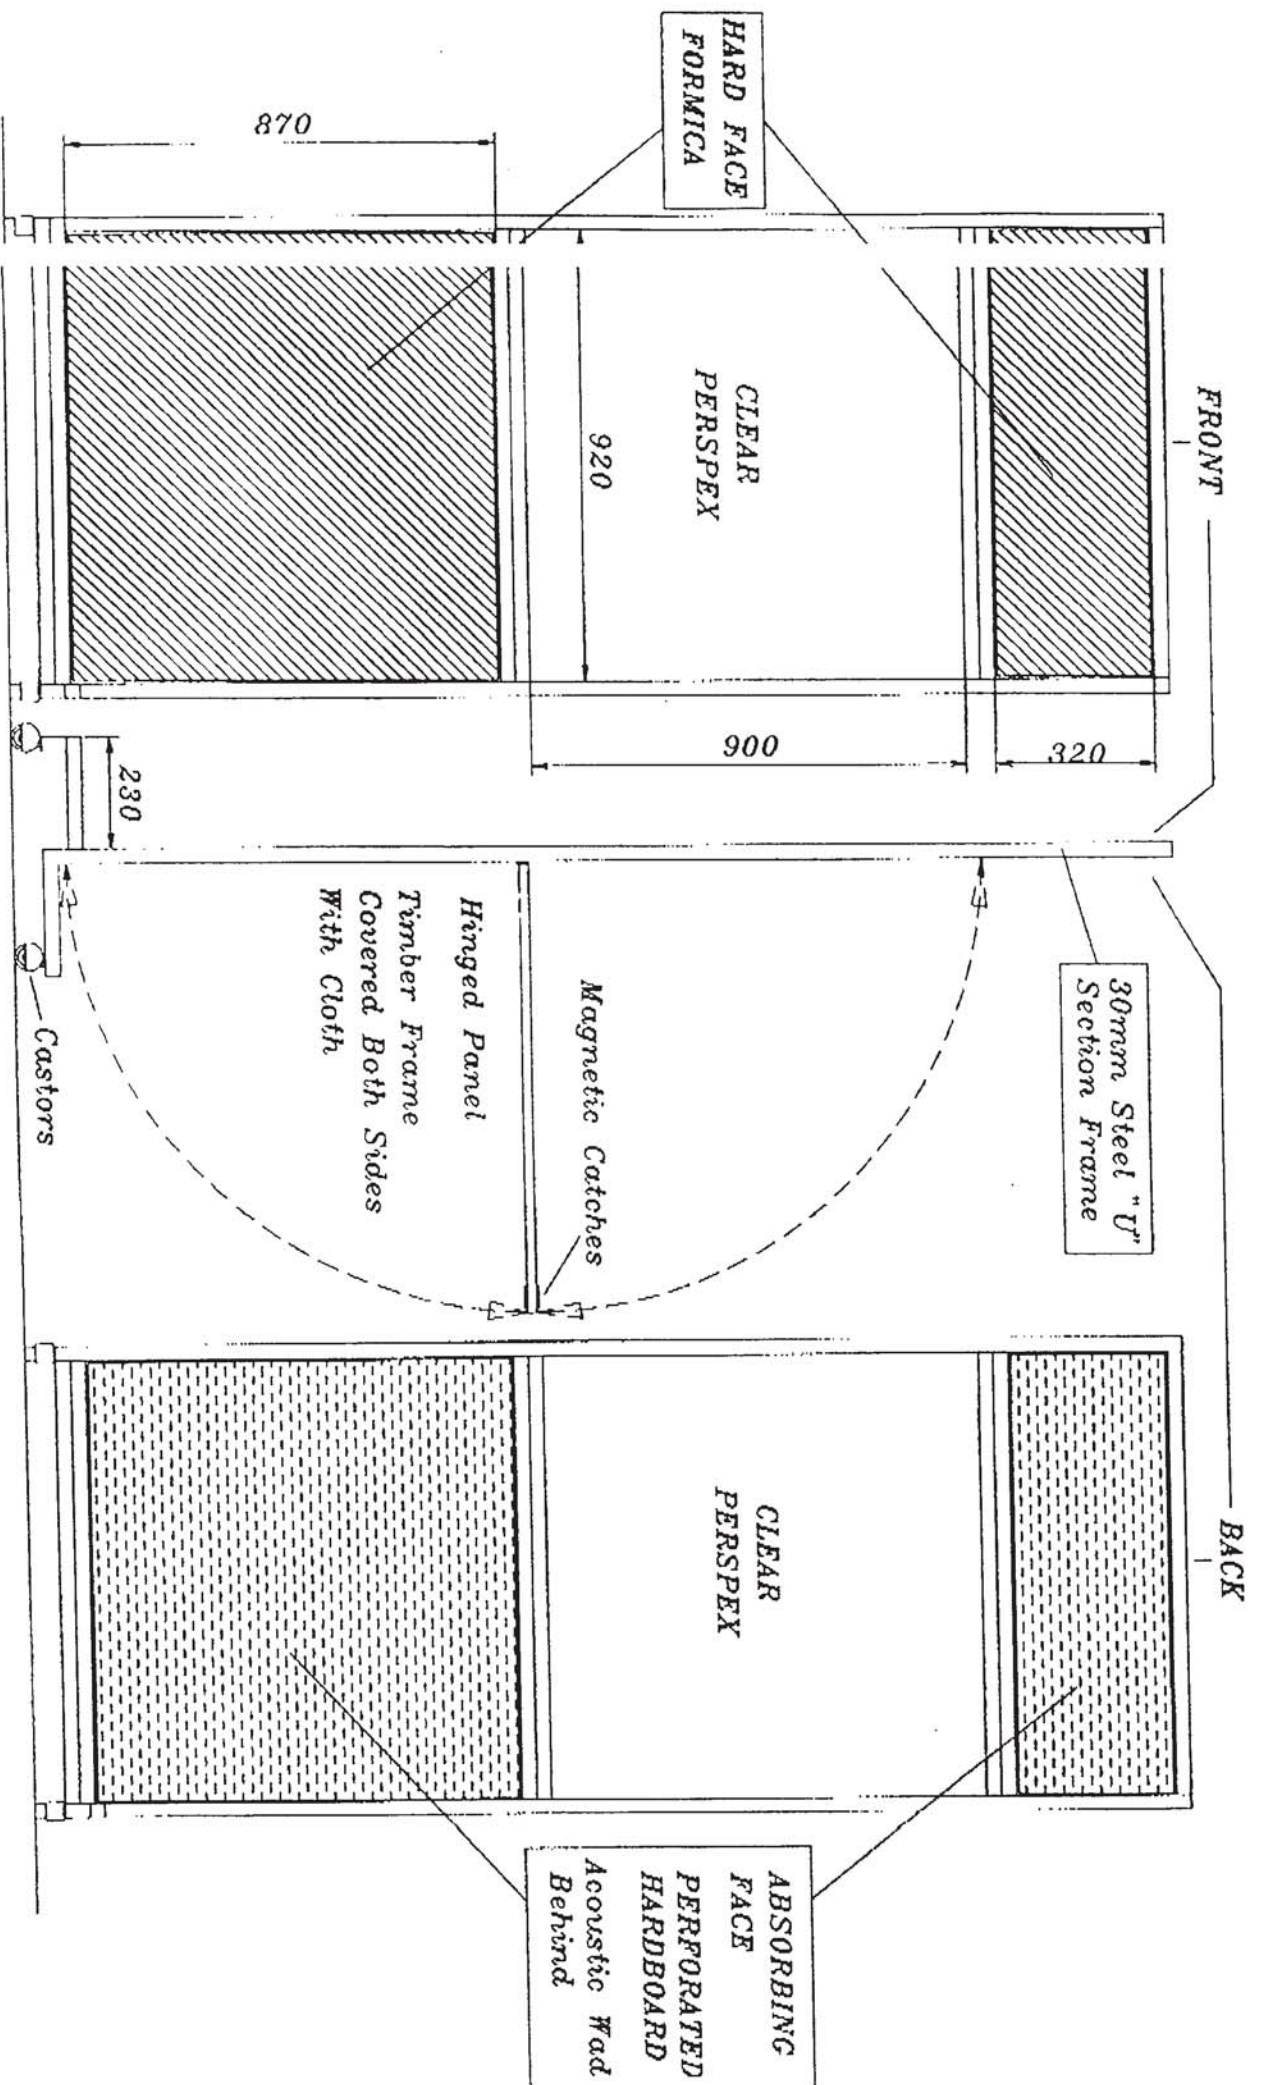 FRONT
BACK
HARD FACE
FORMICA
870
CLEAR
PERSPEX
920
900
320
230
30mm Steel "U"
Section Frame
Magnetic Catches
Hinged Panel
Timber Frame
Covered Both Sides
With Cloth
Castors
CLEAR
PERSPEX
ABSORBING
FACE
PERFORATED
HARDBOARD
Acoustic Wad
Behind